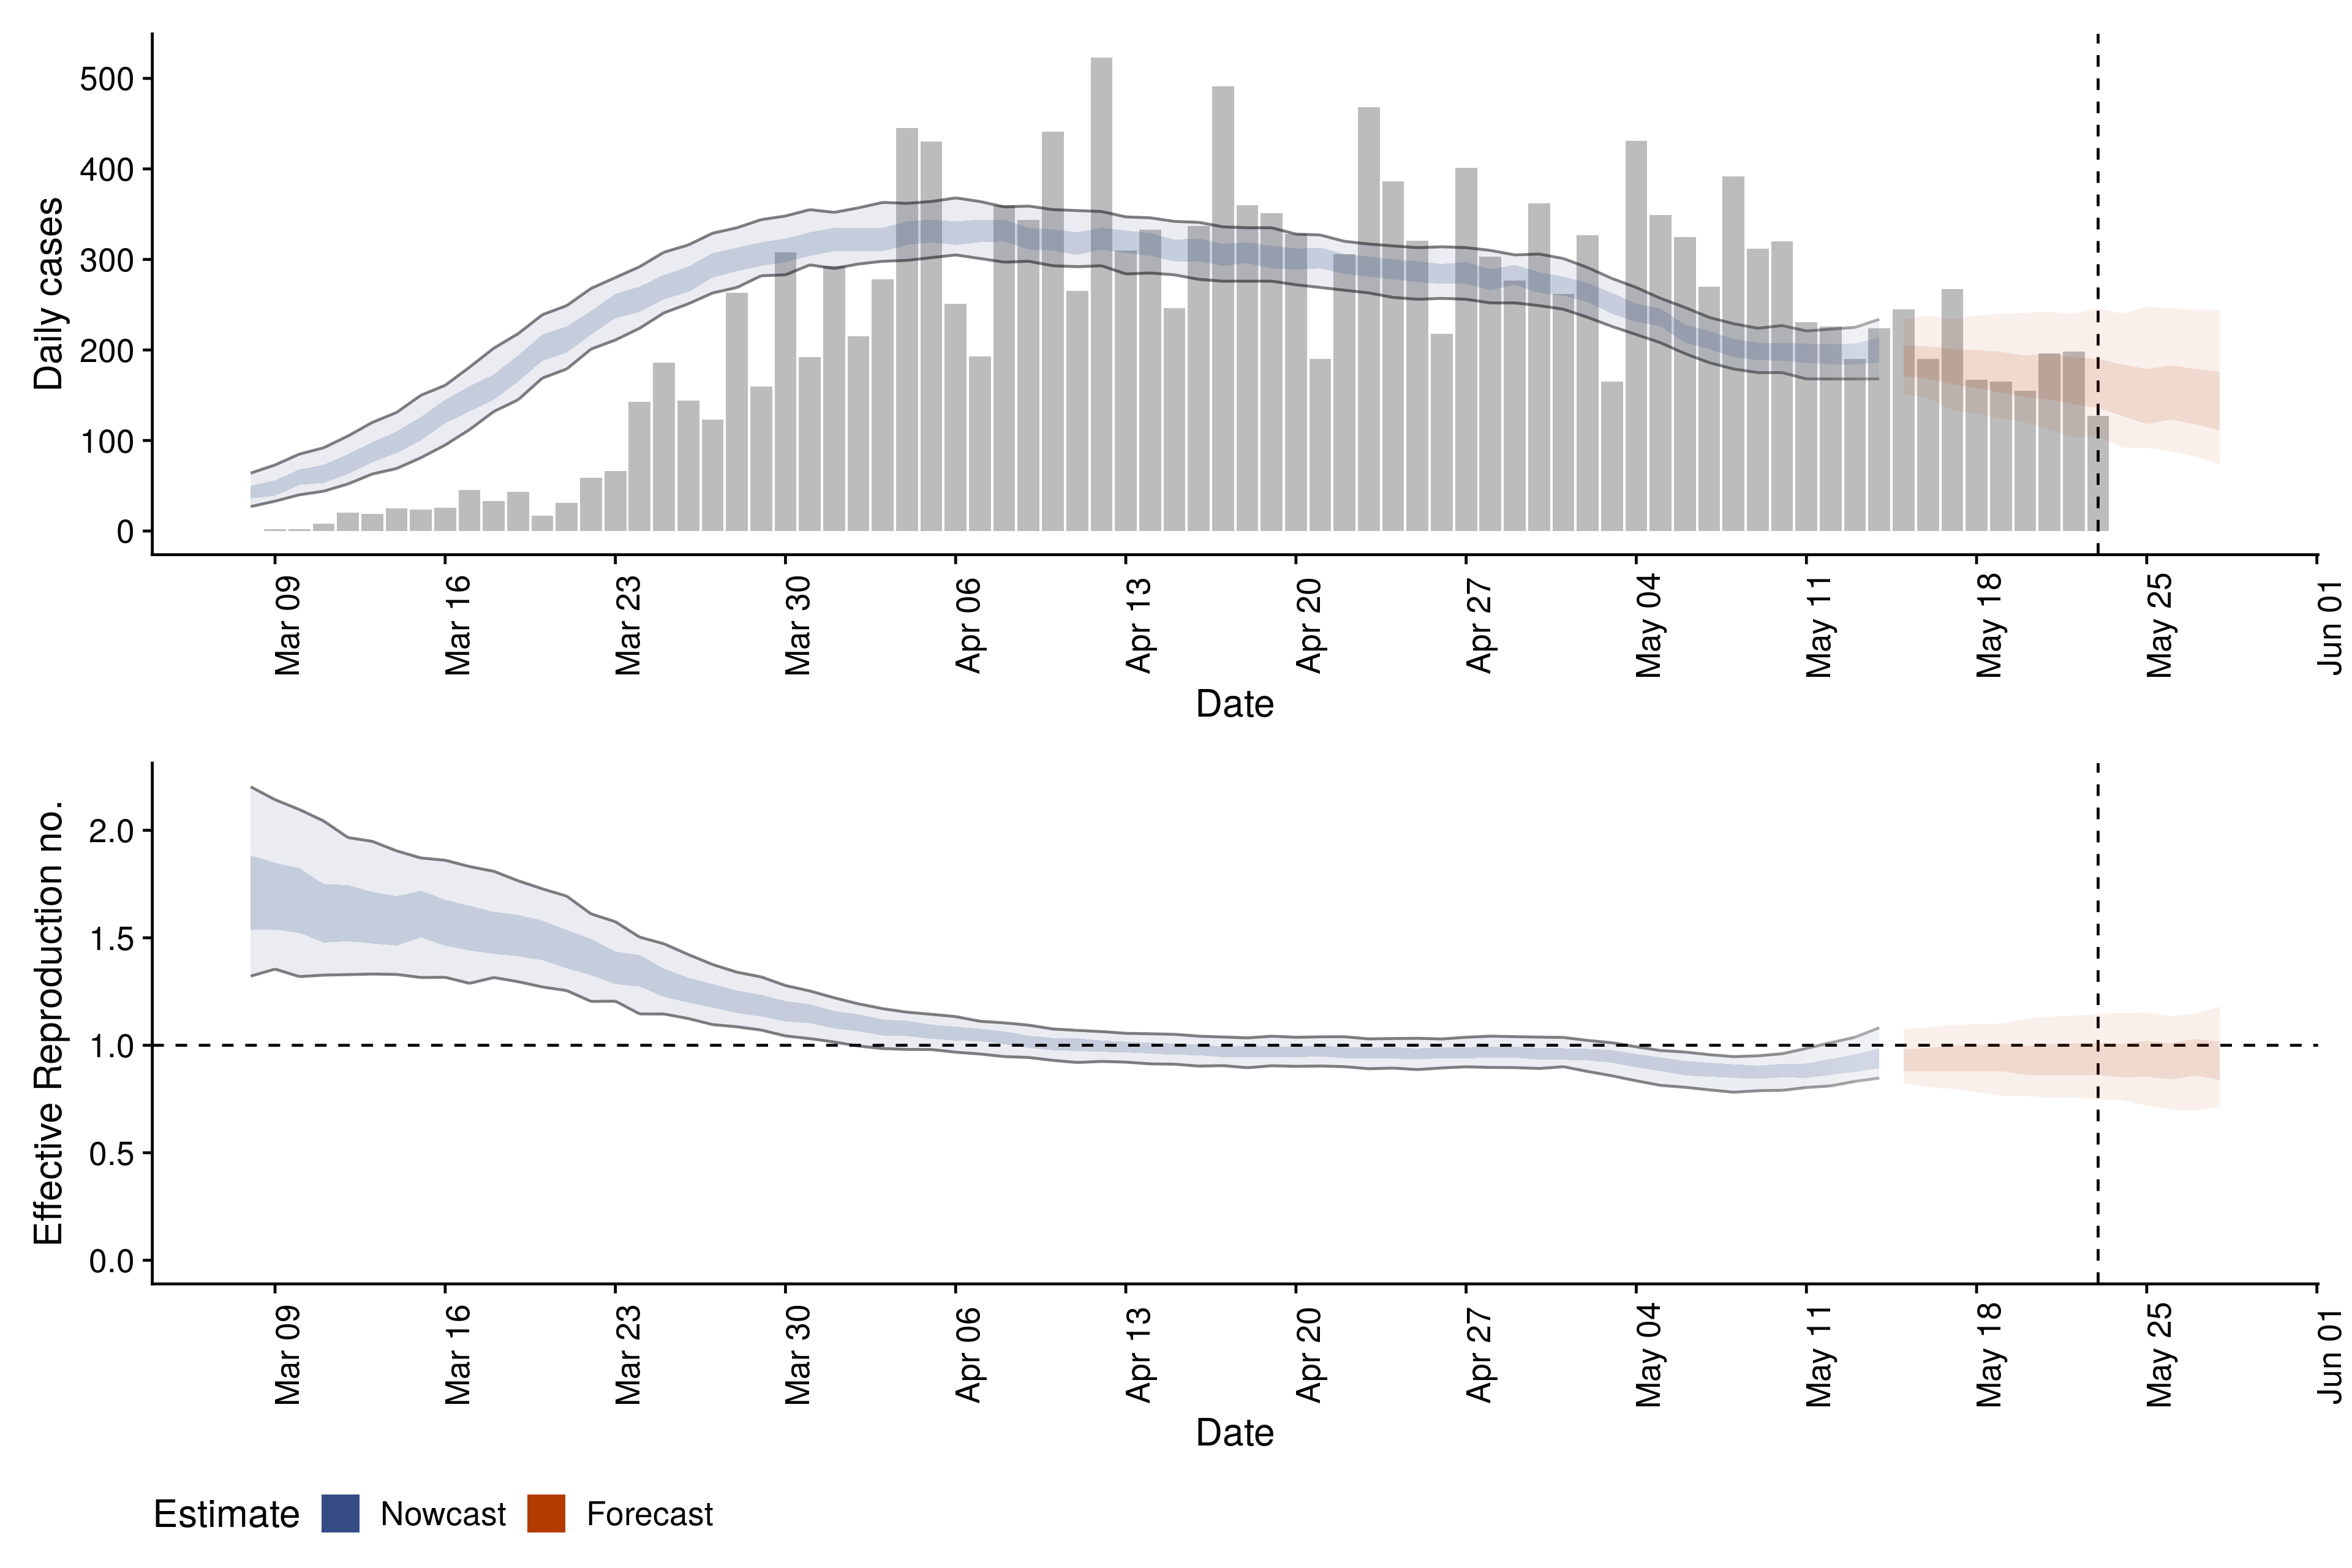 Daily cases
500
400
300
200
100
0
Mar 09
Mar 16
Mar 23
Mar 30
Apr 06
Apr 13
Apr 20
Apr 27
May 04
May 11
May 18
May 25
Jun 01
Date
Effective Reproduction no.
2.0
1.5
1.0
0.5
0.0
Mar 09
Mar 16
Mar 23
Mar 30
Apr 06
Apr 13
Apr 20
Apr 27
May 04
May 11
May 18
May 25
Jun 01
Date
Estimate Nowcast Forecast